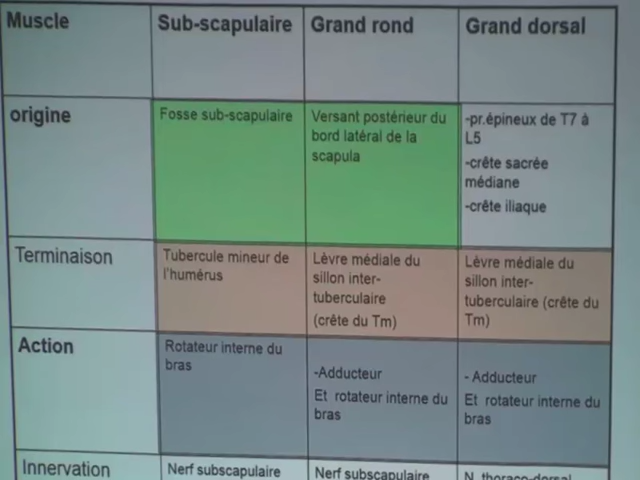 Muscle
Sub-scapulaire
Grand rond
Grand dorsal
origine
Fosse sub-scapulaire
Versant postérieur du
bord latéral de la
scapula
-pr.épineux de T7 à
L5
-crête sacrée
médiane
-crête iliaque
Terminaison
Tubercule mineur de
l'humérus
Lèvre médiale du
sillon inter-
tuberculaire
(crête du Tm)
Lèvre médiale du
sillon inter-
tuberculaire (crête du
Tm)
Action
Rotateur interne du
bras
-Adducteur
Et rotateur interne du
bras
- Adducteur
Et rotateur interne du
bras
Innervation
Nerf subscapulaire
Nerf subscapulaire
N. thoraco-dorsal